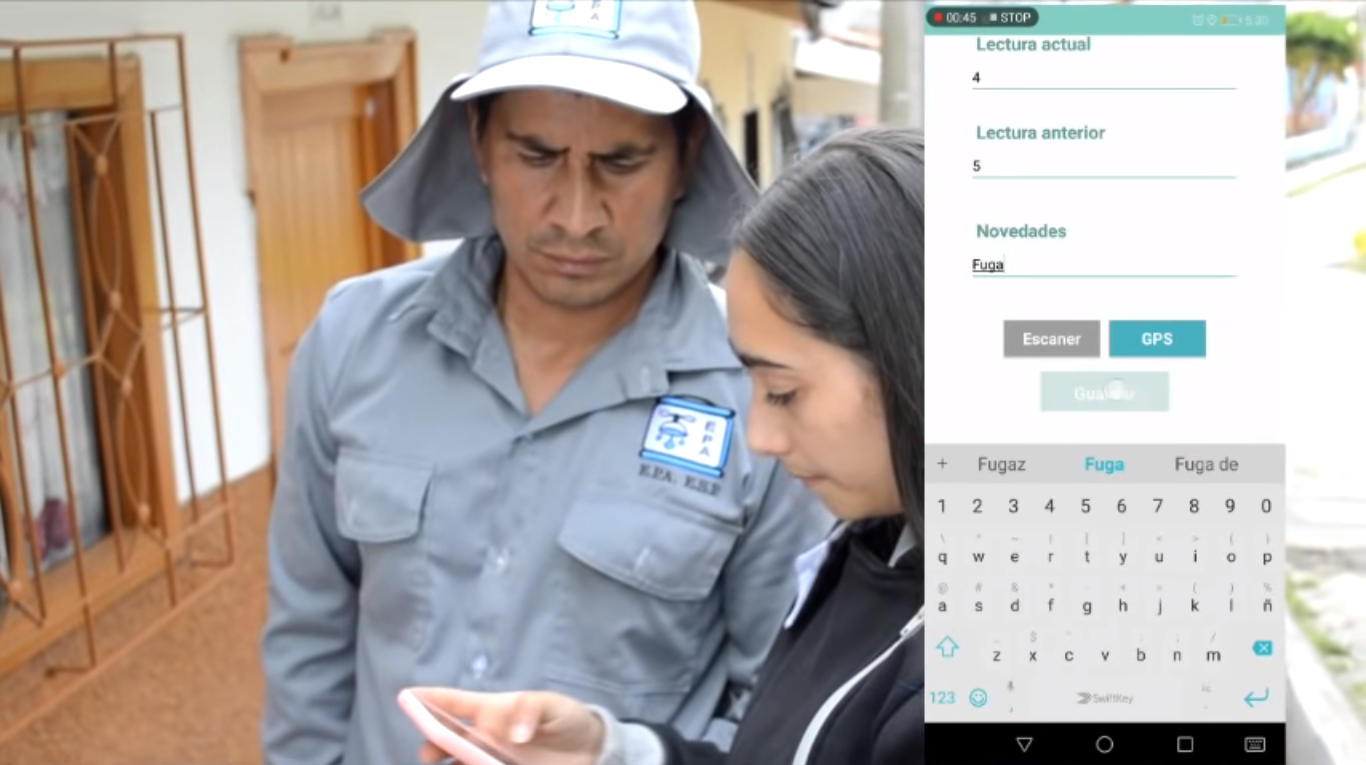 EPA
E.P.A. E.S.P.
00:45 STOP
Lectura actual
4
Lectura anterior
5
Novedades
Fuga
Escaner GPS
+ Fugaz Fuga Fuga de
1 2 3 4 5 6 7 8 9 0
q w e r t y u i o p
a s d f g h j k l ñ
z x c v b n m
123 SwiftKey